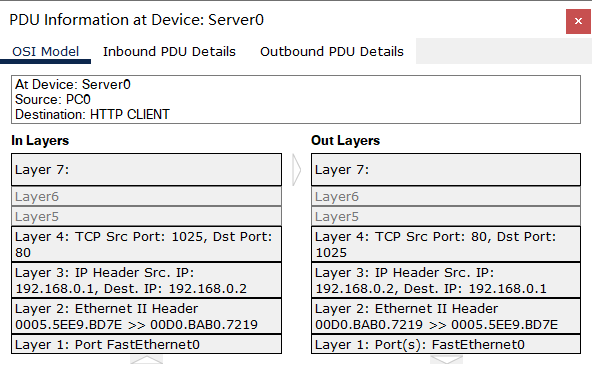 PDU Information at Device: Server0
×
OSI Model Inbound PDU Details Outbound PDU Details
At Device: Server0
Source: PC0
Destination: HTTP CLIENT
In Layers
Layer 7:
Layer6
Layer5
Layer 4: TCP Src Port: 1025, Dst Port:
80
Layer 3: IP Header Src. IP:
192.168.0.1, Dest. IP: 192.168.0.2
Layer 2: Ethernet II Header
0005.5EE9.BD7E >> 00D0.BAB0.7219
Layer 1: Port FastEthernet0
Out Layers
Layer 7:
Layer6
Layer5
Layer 4: TCP Src Port: 80, Dst Port:
1025
Layer 3: IP Header Src. IP:
192.168.0.2, Dest. IP: 192.168.0.1
Layer 2: Ethernet II Header
00D0.BAB0.7219 >> 0005.5EE9.BD7E
Layer 1: Port(s): FastEthernet0